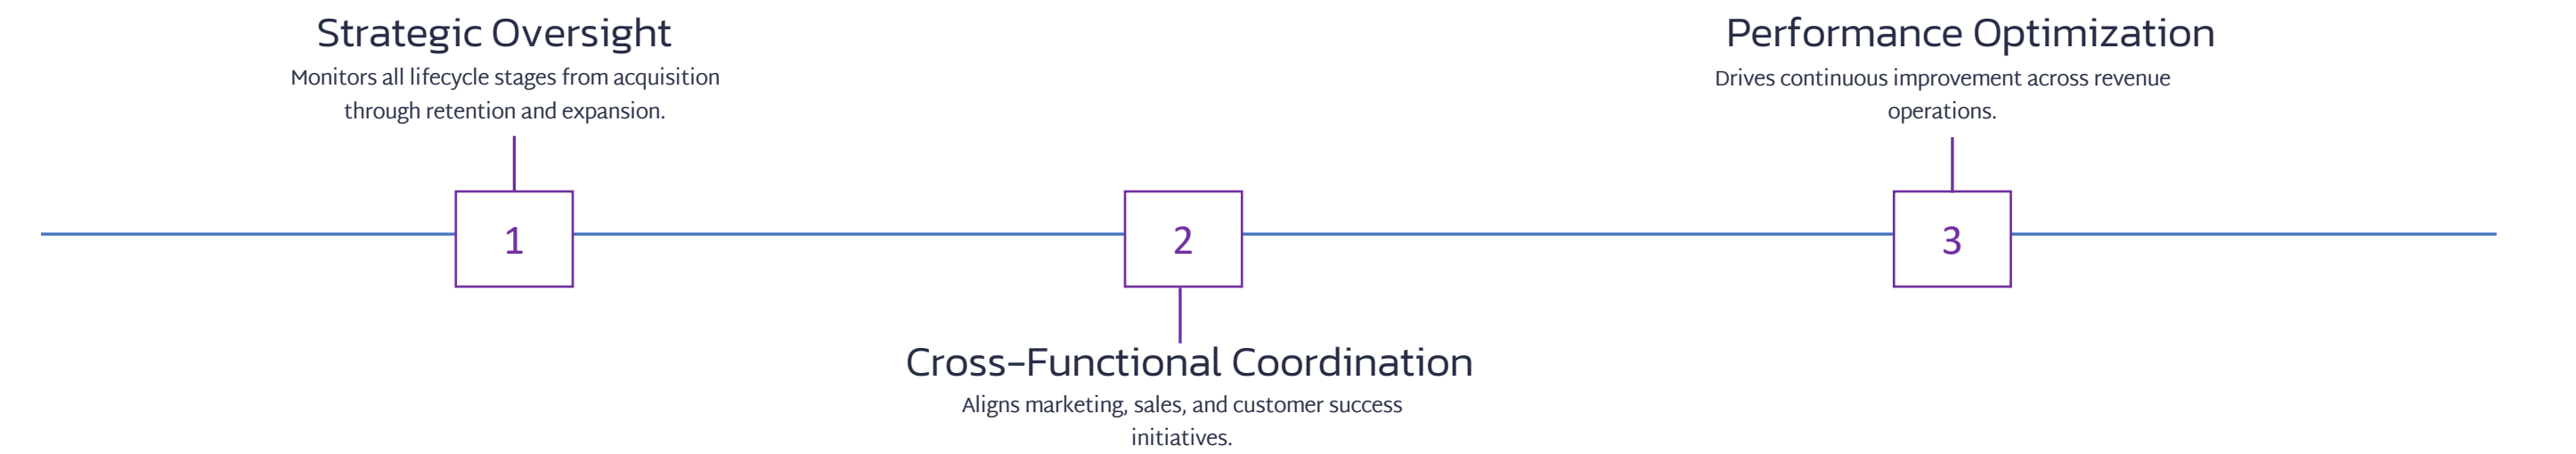 Strategic Oversight
Monitors all lifecycle stages from acquisition
through retention and expansion.
1
2
Cross-Functional Coordination
Aligns marketing, sales, and customer success
initiatives.
Performance Optimization
Drives continuous improvement across revenue
operations.
3